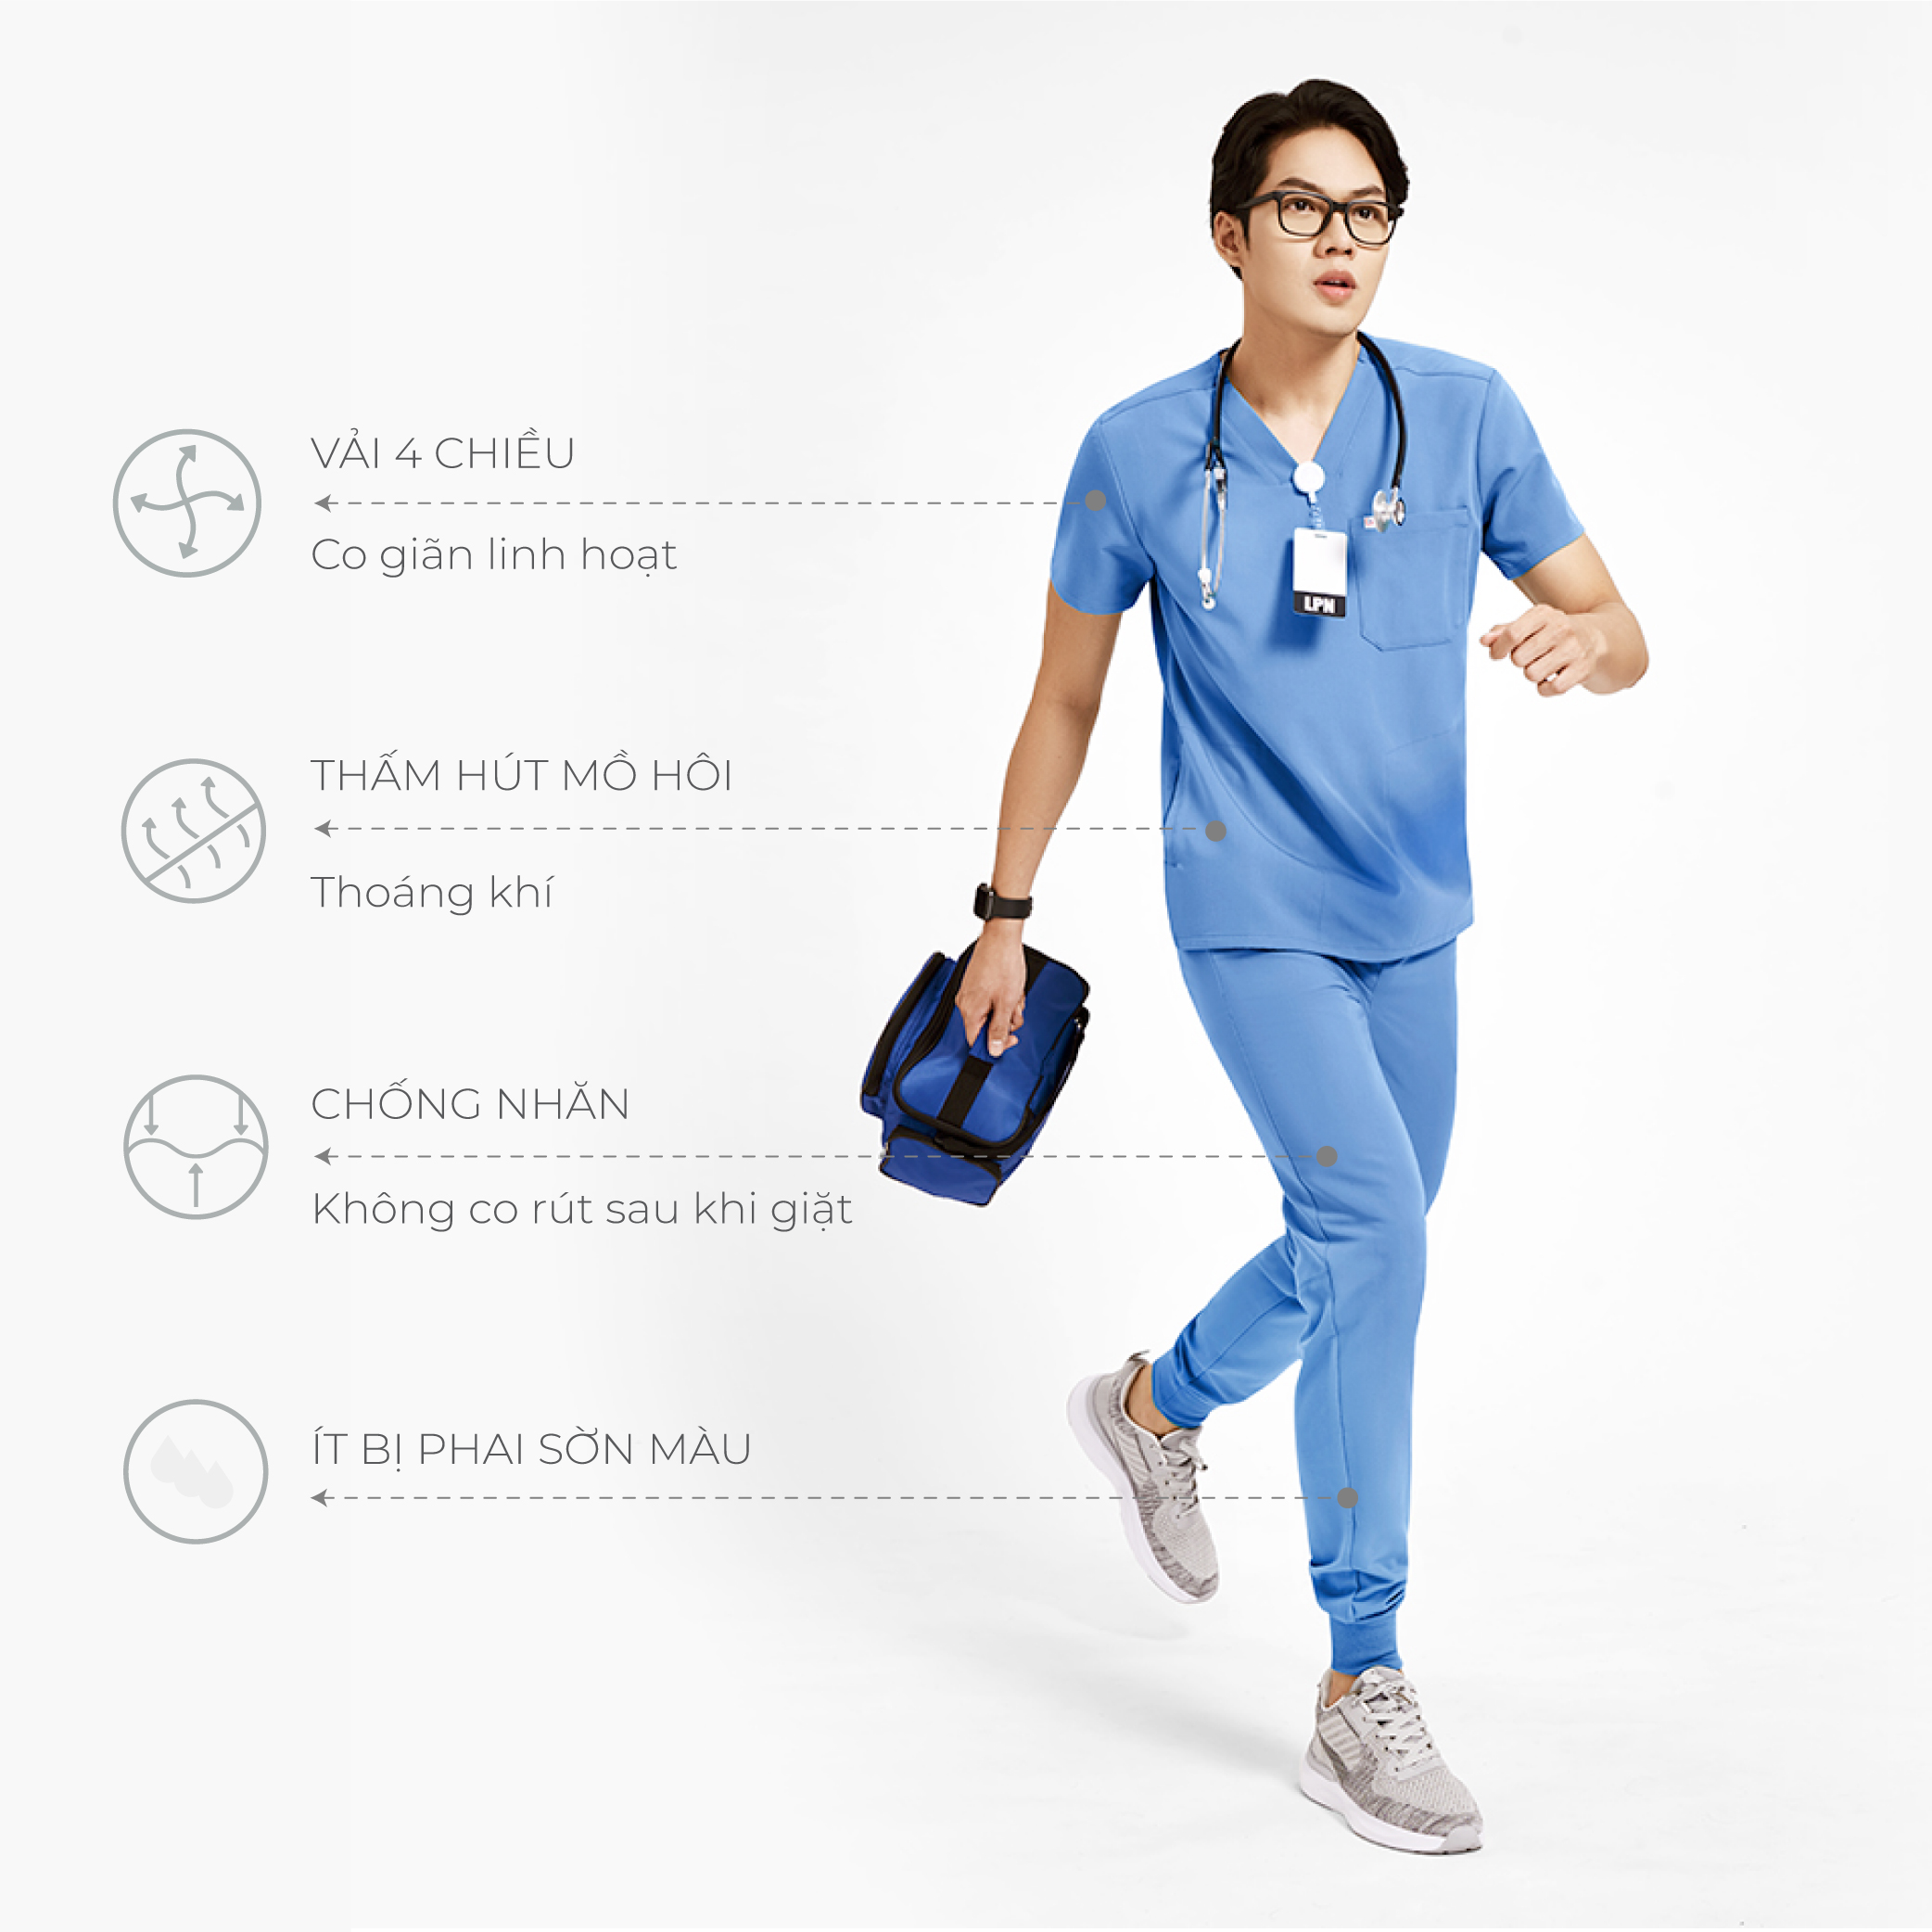 VẢI 4 CHIỀU
Co giãn linh hoạt
THẤM HÚT MỒ HÔI
Thoáng khí
CHỐNG NHĂN
Không co rút sau khi giặt
ÍT BỊ PHAI SỜN MÀU
LPN